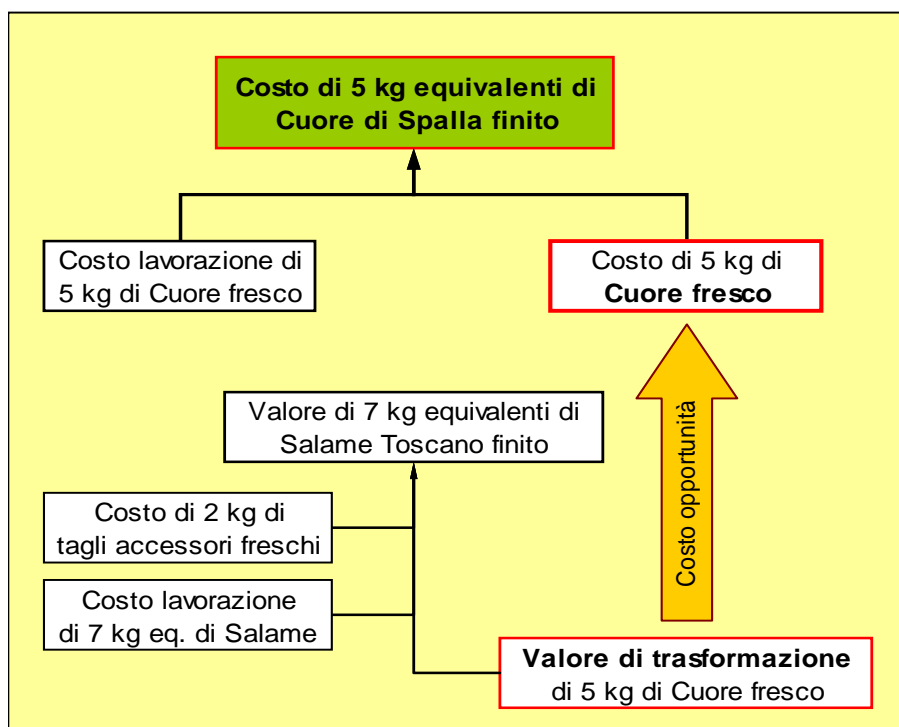 Costo di 5 kg equivalenti di
Cuore di Spalla finito
Costo lavorazione di
5 kg di Cuore fresco
Costo di 5 kg di
Cuore fresco
Valore di 7 kg equivalenti di
Salame Toscano finito
Costo di 2 kg di
tagli accessori freschi
Costo lavorazione
di 7 kg eq. di Salame
Costo opportunità
Valore di trasformazione
di 5 kg di Cuore fresco